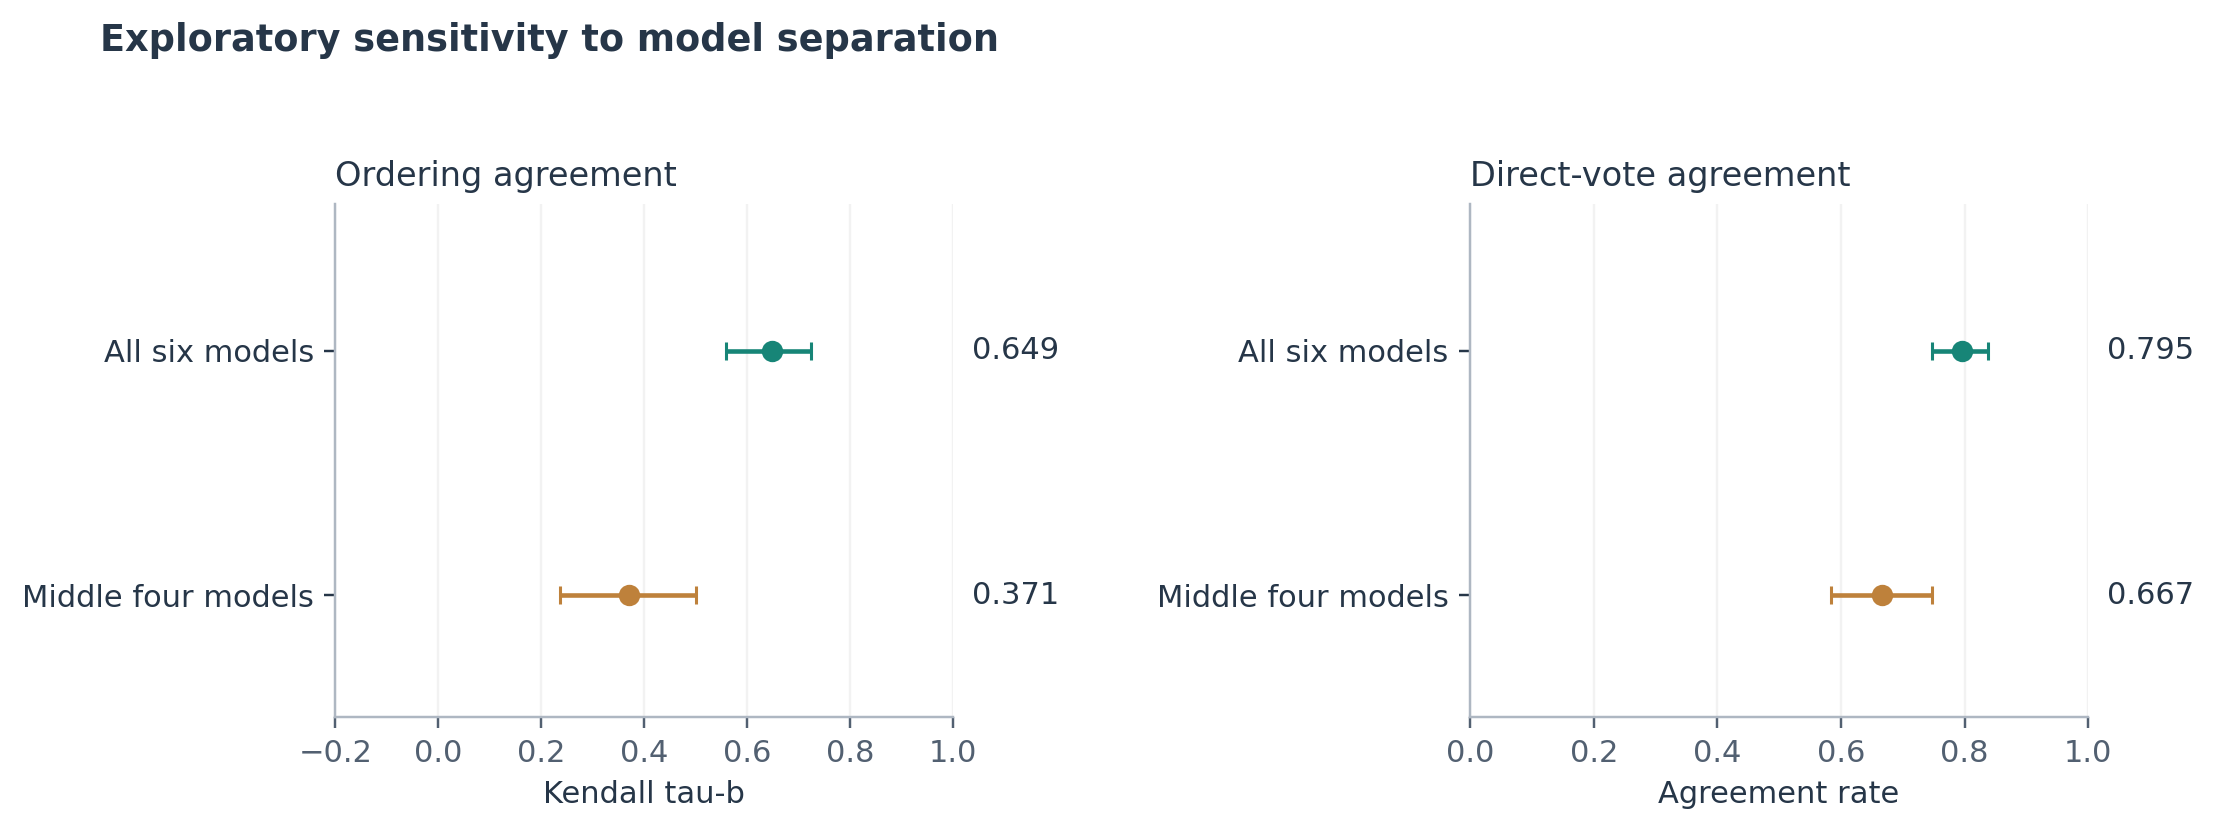 Exploratory sensitivity to model separation
Ordering agreement
All six models
0.649
Middle four models
0.371
−0.2 0.0 0.2 0.4 0.6 0.8 1.0
Kendall tau-b
Direct-vote agreement
All six models
0.795
Middle four models
0.667
0.0 0.2 0.4 0.6 0.8 1.0
Agreement rate